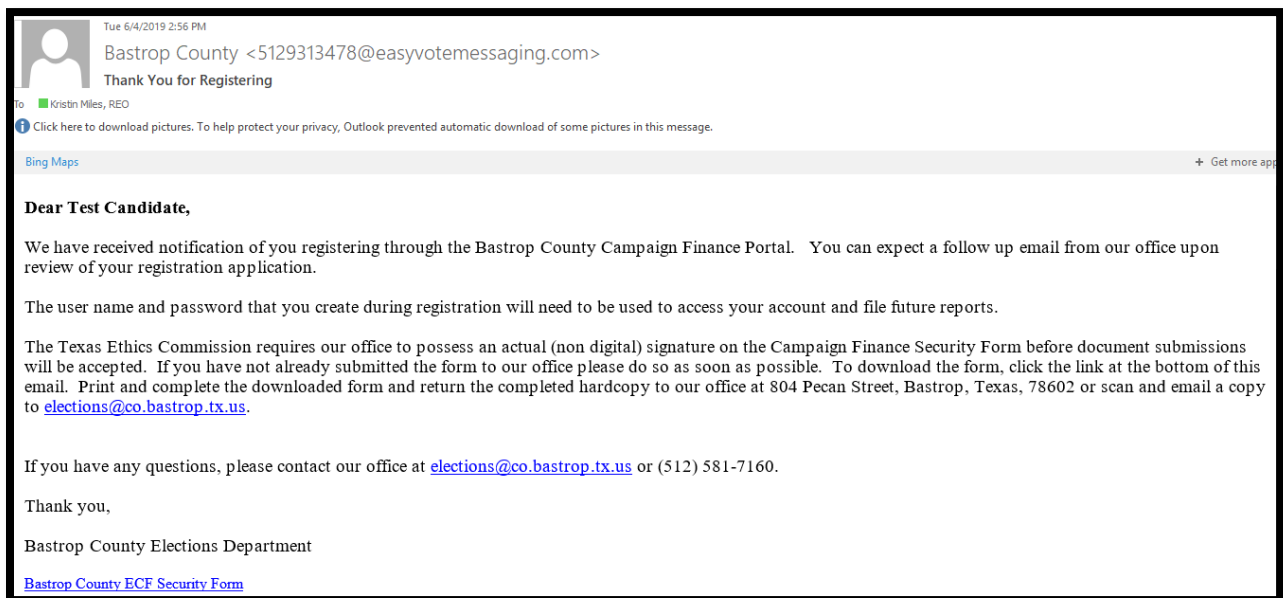 Tue 6/4/2019 2:56 PM
Bastrop County <5129313478@easyvotemessaging.com>
Thank You for Registering
To Kristin Miles, REO
Click here to download pictures. To help protect your privacy, Outlook prevented automatic download of some pictures in this message.
Bing Maps + Get more app
Dear Test Candidate,
We have received notification of you registering through the Bastrop County Campaign Finance Portal. You can expect a follow up email from our office upon
review of your registration application.
The user name and password that you create during registration will need to be used to access your account and file future reports.
The Texas Ethics Commission requires our office to possess an actual (non digital) signature on the Campaign Finance Security Form before document submissions
will be accepted. If you have not already submitted the form to our office please do so as soon as possible. To download the form, click the link at the bottom of this
email. Print and complete the downloaded form and return the completed hardcopy to our office at 804 Pecan Street, Bastrop, Texas, 78602 or scan and email a copy
to elections@co.bastrop.tx.us.
If you have any questions, please contact our office at elections@co.bastrop.tx.us or (512) 581-7160.
Thank you,
Bastrop County Elections Department
Bastrop County ECF Security Form